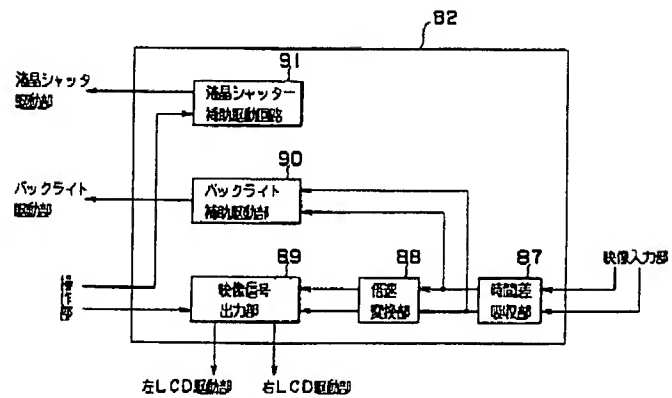 82
91
液晶シャッタ
駆動部
液晶シャッター
補助駆動回路
90
バックライト
駆動部
バックライト
補助駆動部
89
88
87
映像入力部
操作部
映像信号
出力部
倍速
変換部
時間差
吸収部
左LCD駆動部
右LCD駆動部